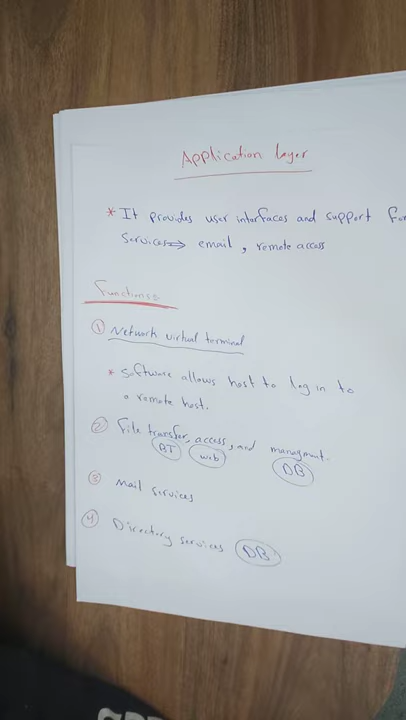 Application layer
* It provides user interfaces and support for
Services ⇒ email, remote access
Functions:
① Network virtual terminal
* Software allows host to log in to
a remote host.
② File transfer, access, and managment.
BT web DB
③ Mail services
④ Directory services DB